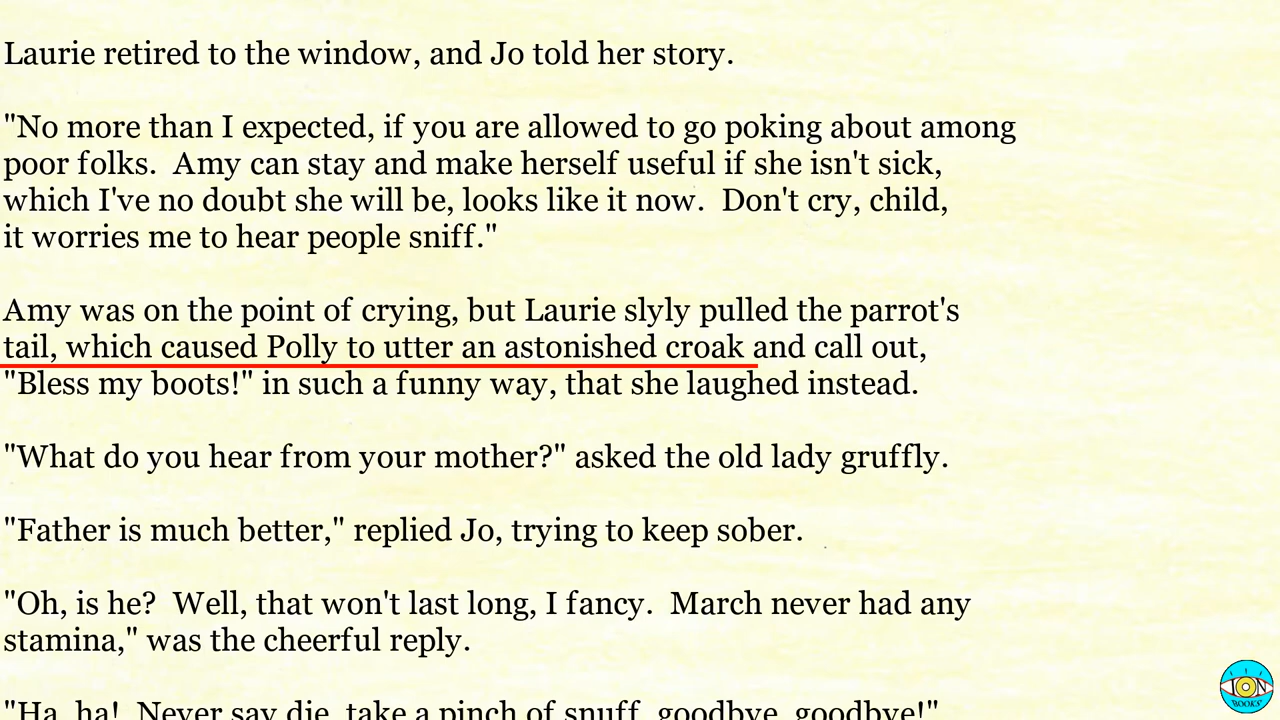 Laurie retired to the window, and Jo told her story.
"No more than I expected, if you are allowed to go poking about among
poor folks.  Amy can stay and make herself useful if she isn't sick,
which I've no doubt she will be, looks like it now.  Don't cry, child,
it worries me to hear people sniff."
Amy was on the point of crying, but Laurie slyly pulled the parrot's
tail, which caused Polly to utter an astonished croak and call out,
"Bless my boots!" in such a funny way, that she laughed instead.
"What do you hear from your mother?" asked the old lady gruffly.
"Father is much better," replied Jo, trying to keep sober.
"Oh, is he?  Well, that won't last long, I fancy.  March never had any
stamina," was the cheerful reply.
"Ha, ha!  Never say die, take a pinch of snuff, goodbye, goodbye!"
ION
BOOKS